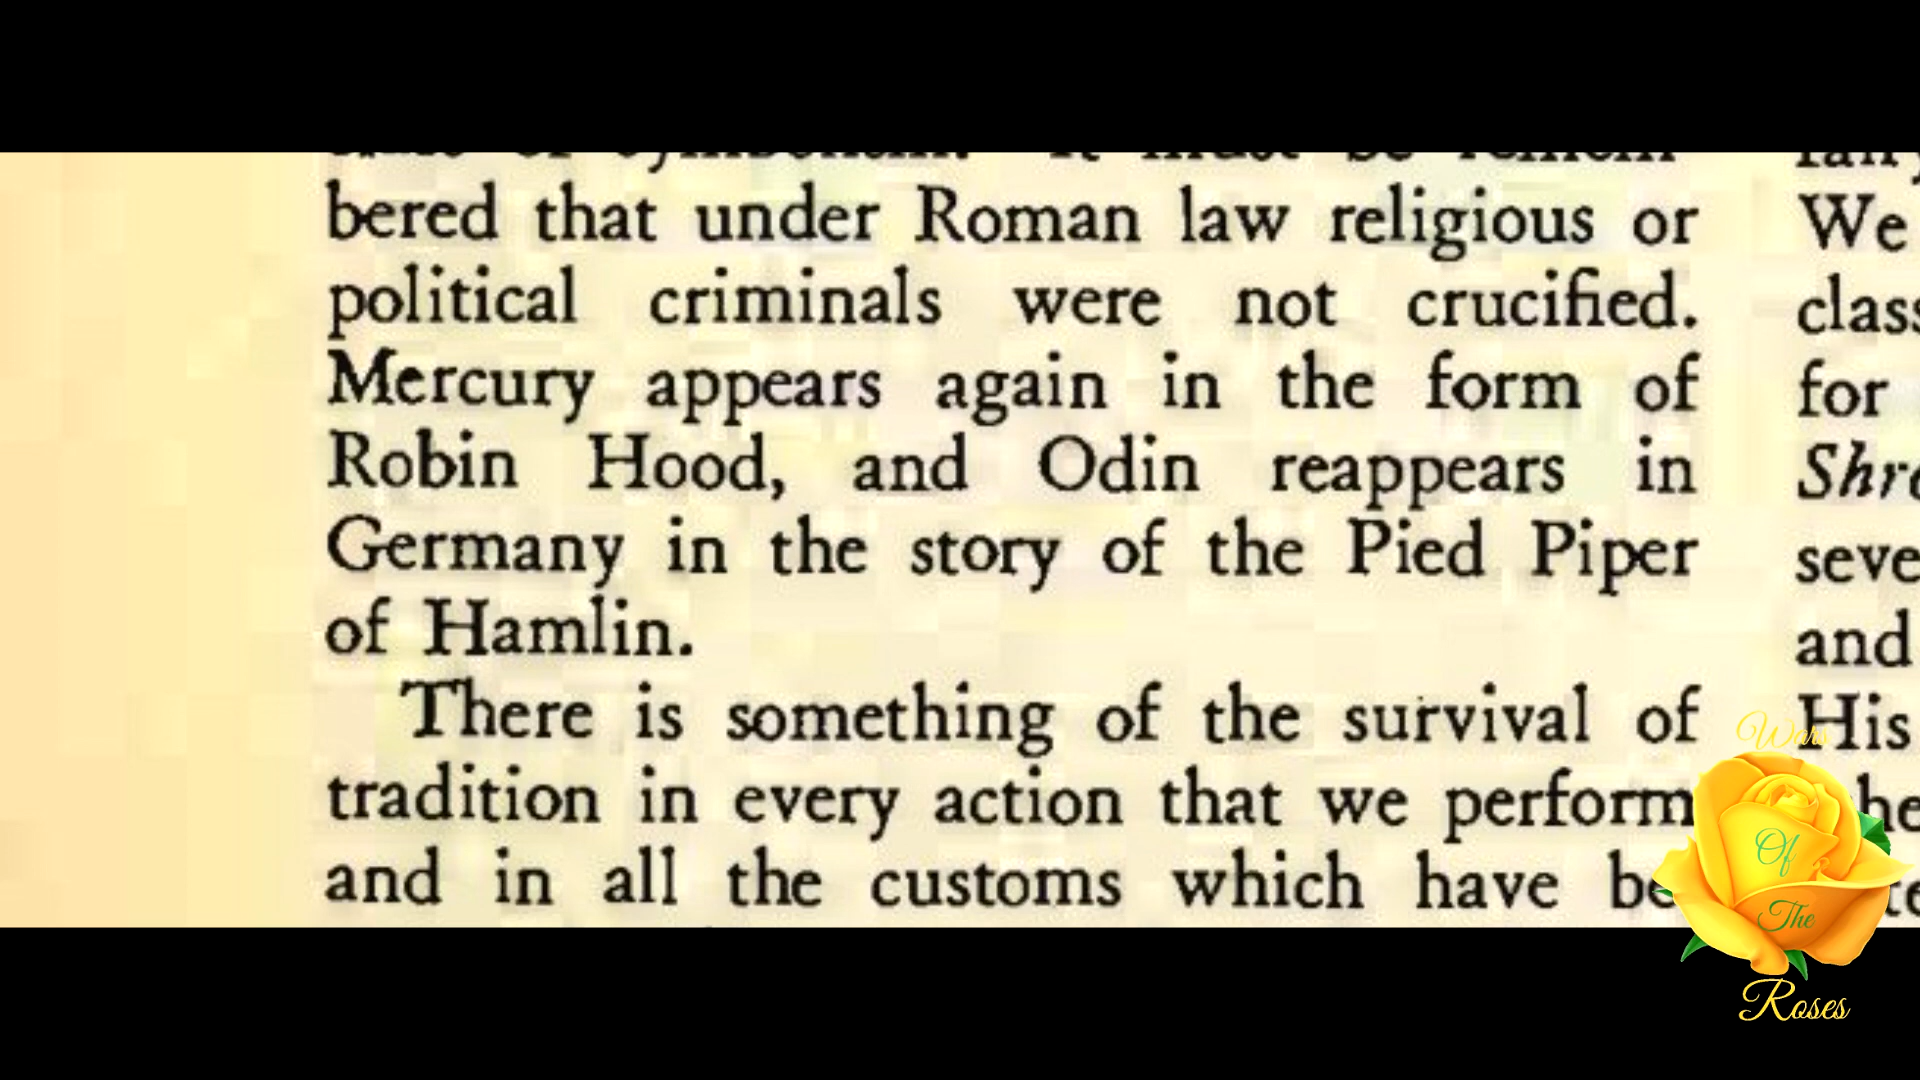 bered that under Roman law religious or
political criminals were not crucified.
Mercury appears again in the form of
Robin Hood, and Odin reappears in
Germany in the story of the Pied Piper
of Hamlin.
There is something of the survival of
tradition in every action that we perform
and in all the customs which have be
We
for
and
His
Wars
Of
The
Roses